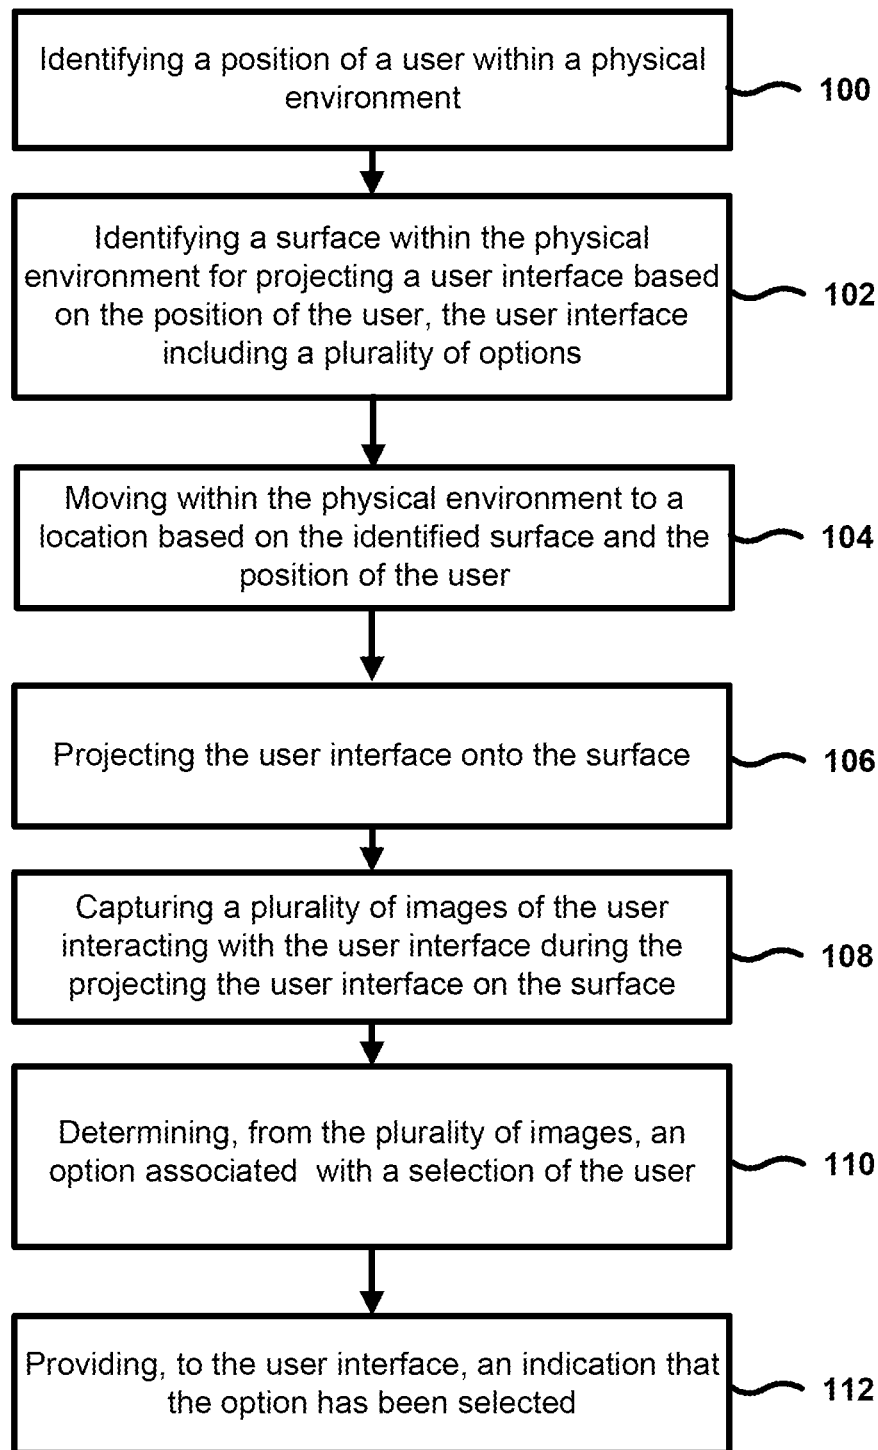 Identifying a position of a user within a physical
environment
100
Identifying a surface within the physical
environment for projecting a user interface based
on the position of the user, the user interface
including a plurality of options
102
Moving within the physical environment to a
location based on the identified surface and the
position of the user
104
Projecting the user interface onto the surface
106
Capturing a plurality of images of the user
interacting with the user interface during the
projecting the user interface on the surface
108
Determining, from the plurality of images, an
option associated with a selection of the user
110
Providing, to the user interface, an indication that
the option has been selected
112